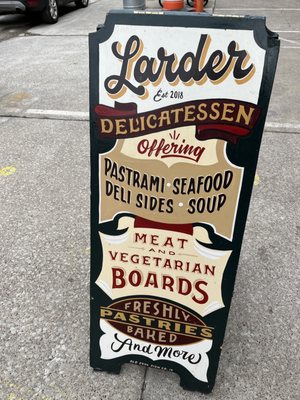 Larder
Est 2018
DELICATESSEN
Offering
PASTRAMI · SEAFOOD
DELI SIDES · SOUP
MEAT
AND
VEGETARIAN
BOARDS
FRESHLY
PASTRIES
BAKED
And More